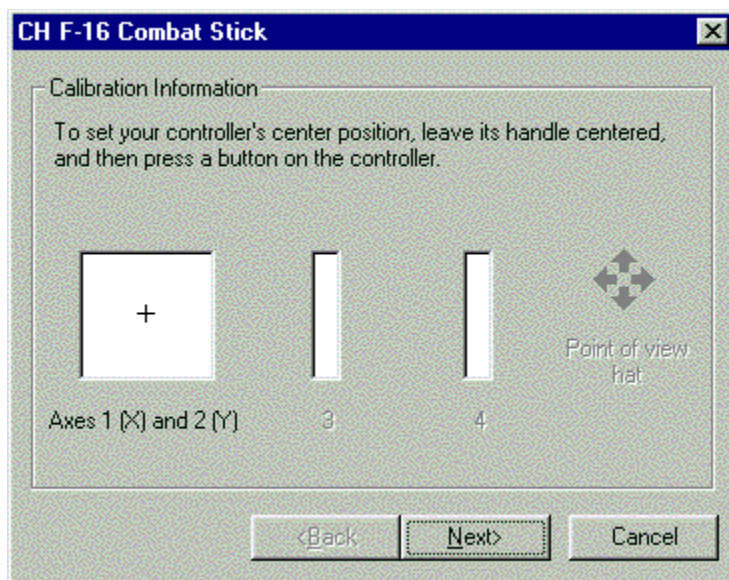 CH F-16 Combat Stick
Calibration Information
To set your controller's center position, leave its handle centered,
and then press a button on the controller.
Point of view
hat
Axes 1 (X) and 2 (Y)
3
4
<Back
Next>
Cancel